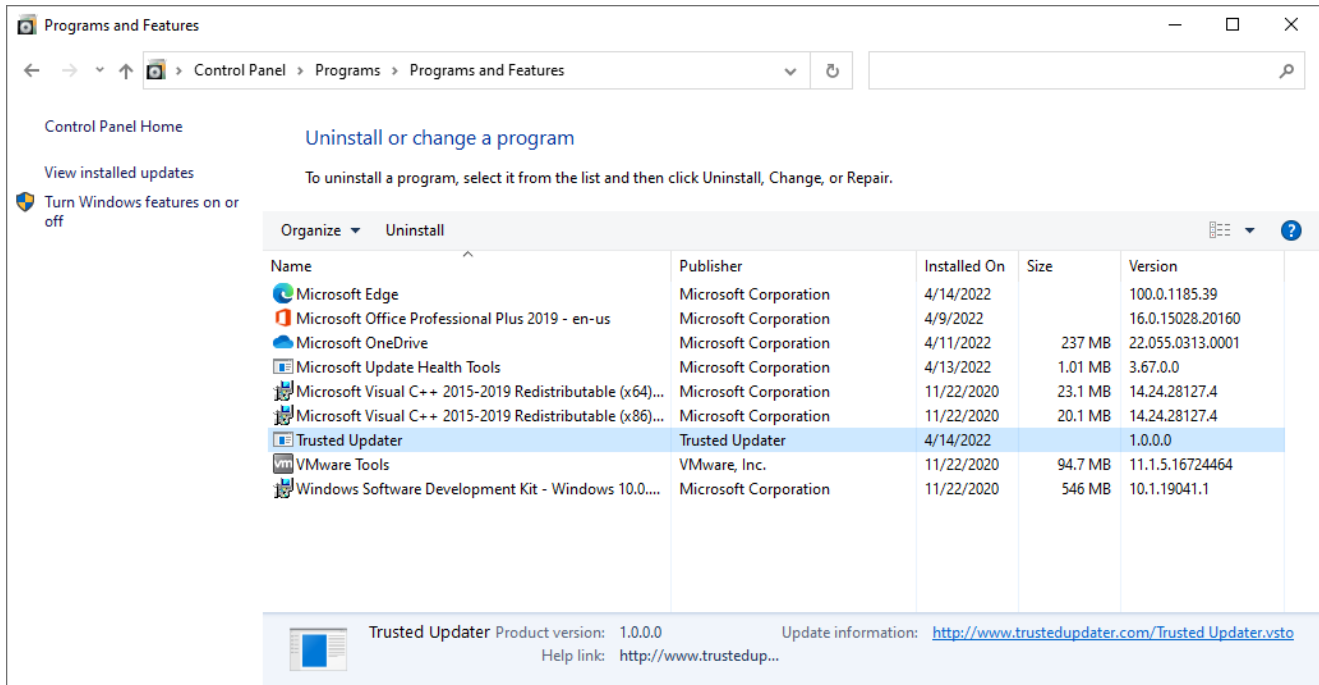 Programs and Features
Control Panel > Programs > Programs and Features
Control Panel Home
View installed updates
Turn Windows features on or
off
Uninstall or change a program
To uninstall a program, select it from the list and then click Uninstall, Change, or Repair.
Organize Uninstall
Name Publisher Installed On Size Version
Microsoft Edge Microsoft Corporation 4/14/2022 100.0.1185.39
Microsoft Office Professional Plus 2019 - en-us Microsoft Corporation 4/9/2022 16.0.15028.20160
Microsoft OneDrive Microsoft Corporation 4/11/2022 237 MB 22.055.0313.0001
Microsoft Update Health Tools Microsoft Corporation 4/13/2022 1.01 MB 3.67.0.0
Microsoft Visual C++ 2015-2019 Redistributable (x64)... Microsoft Corporation 11/22/2020 23.1 MB 14.24.28127.4
Microsoft Visual C++ 2015-2019 Redistributable (x86)... Microsoft Corporation 11/22/2020 20.1 MB 14.24.28127.4
Trusted Updater Trusted Updater 4/14/2022 1.0.0.0
vm VMware Tools VMware, Inc. 11/22/2020 94.7 MB 11.1.5.16724464
Windows Software Development Kit - Windows 10.0.... Microsoft Corporation 11/22/2020 546 MB 10.1.19041.1
Trusted Updater Product version: 1.0.0.0 Update information: http://www.trustedupdater.com/Trusted Updater.vsto
Help link: http://www.trustedup...